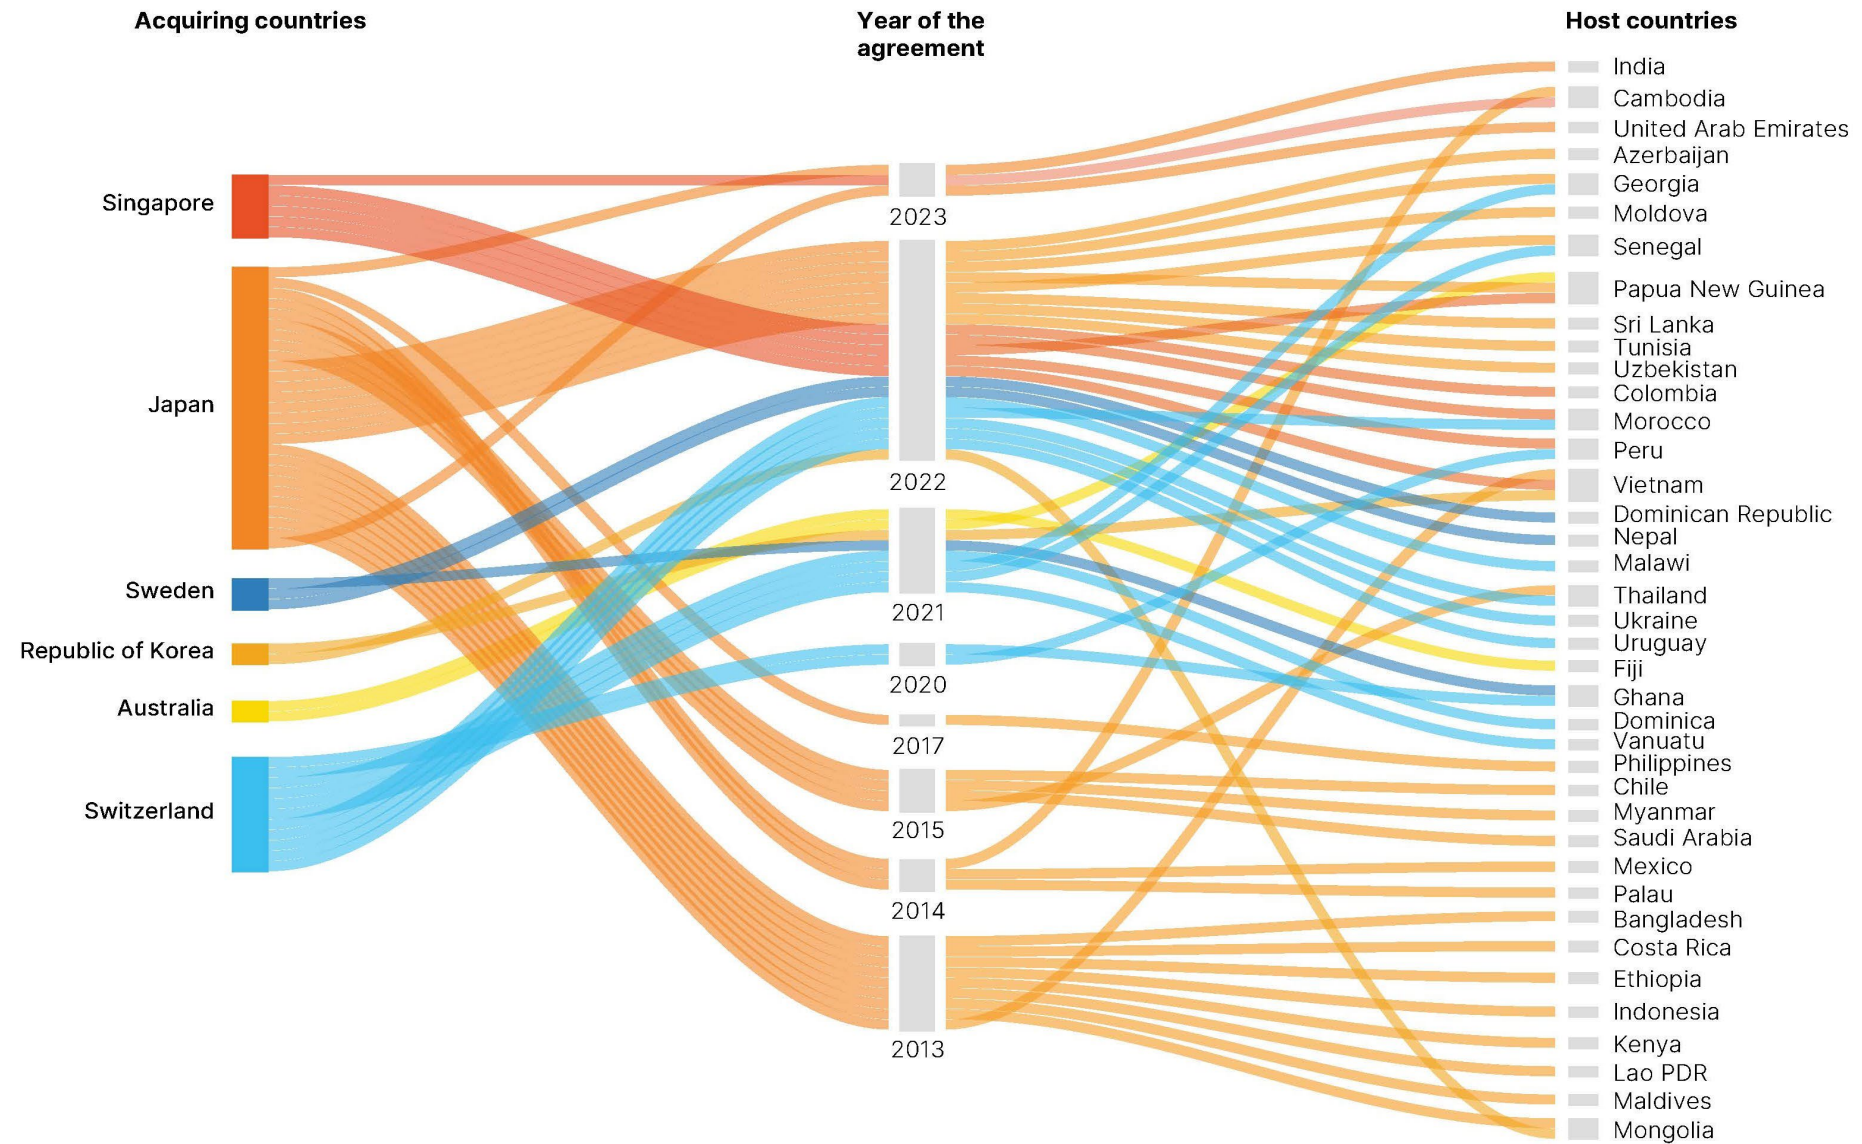 Acquiring countries
Year of the
agreement
Host countries
Singapore
Japan
Sweden
Republic of Korea
Australia
Switzerland
2023
2022
2021
2020
2017
2015
2014
2013
India
Cambodia
United Arab Emirates
Azerbaijan
Georgia
Moldova
Senegal
Papua New Guinea
Sri Lanka
Tunisia
Uzbekistan
Colombia
Morocco
Peru
Vietnam
Dominican Republic
Nepal
Malawi
Thailand
Ukraine
Uruguay
Fiji
Ghana
Dominica
Vanuatu
Philippines
Chile
Myanmar
Saudi Arabia
Mexico
Palau
Bangladesh
Costa Rica
Ethiopia
Indonesia
Kenya
Lao PDR
Maldives
Mongolia